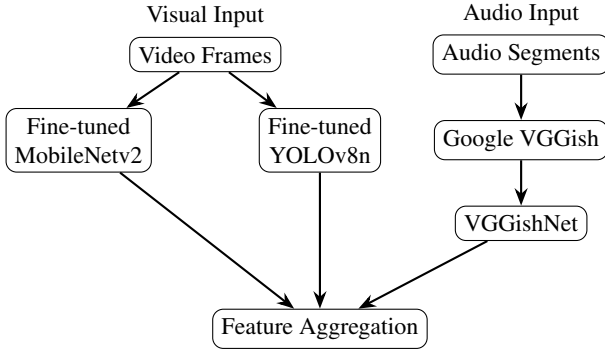 Visual Input
Audio Input
Video Frames
Audio Segments
Fine-tuned
MobileNetv2
Fine-tuned
YOLOv8n
Google VGGish
VGGishNet
Feature Aggregation